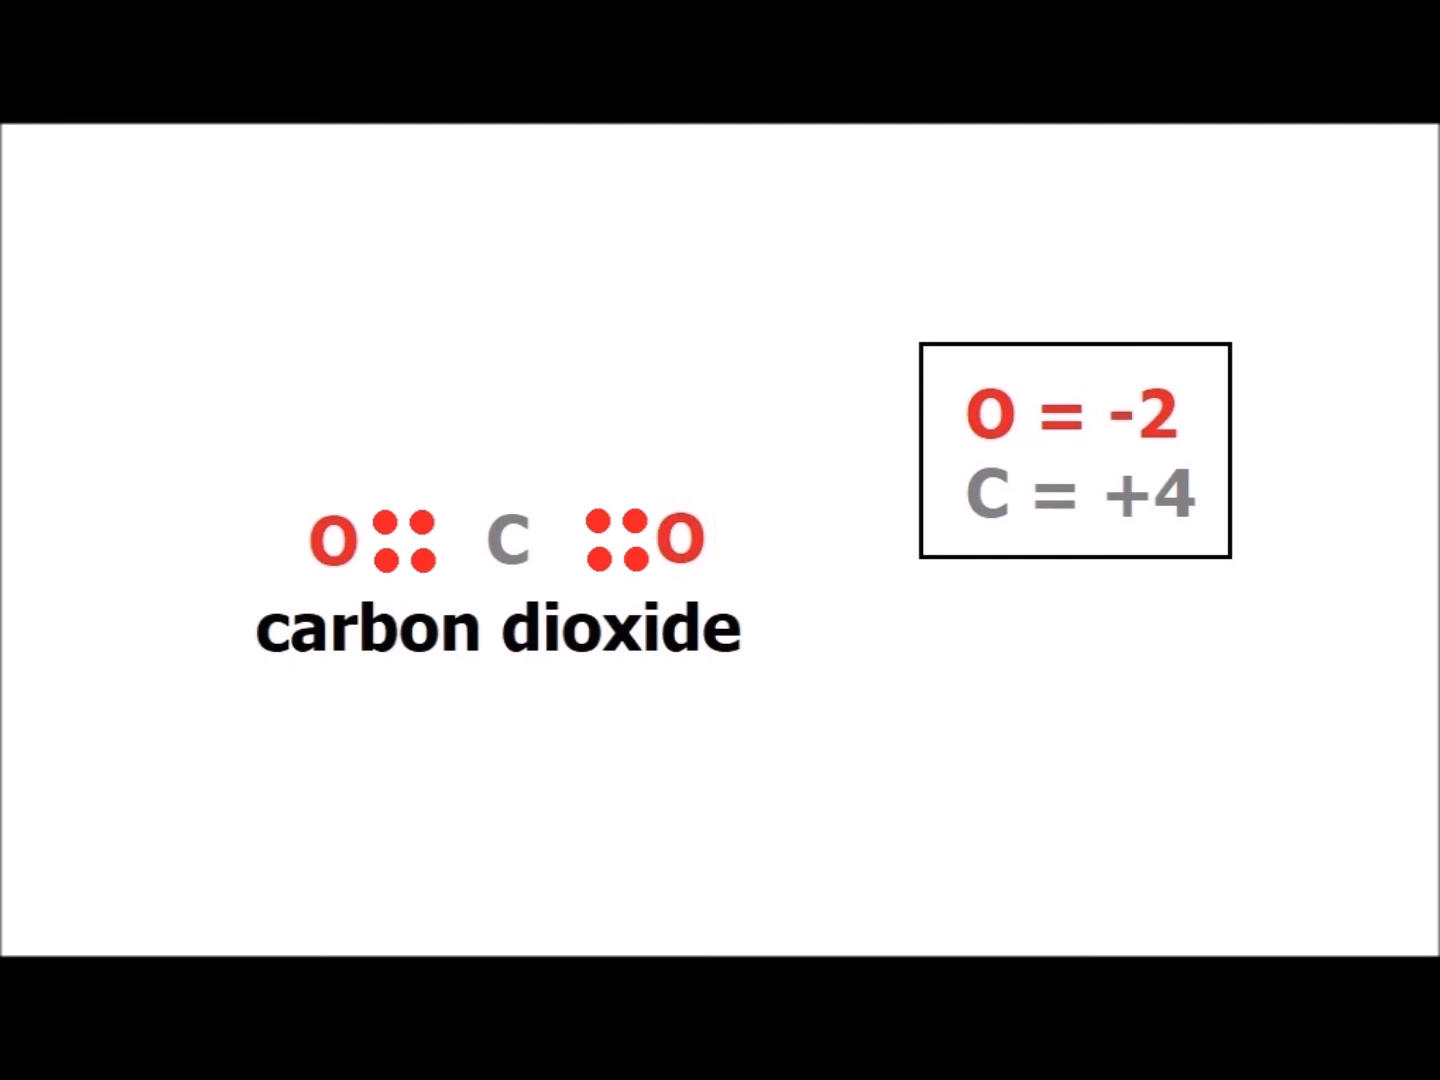 O = -2
C = +4
O C O
carbon dioxide